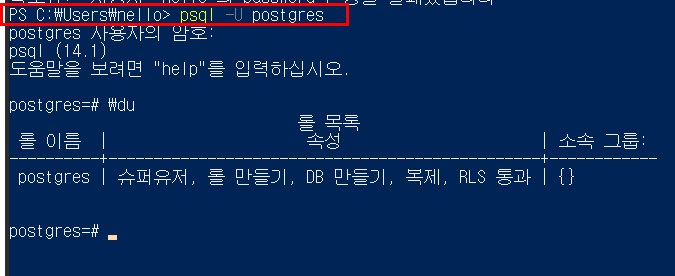 PS C:₩Users₩nello> psql -U postgres
postgres 사용자의 암호:
psql (14.1)
도움말을 보려면 "help"를 입력하십시오.
postgres=# ₩du
롤 목록
롤 이름 | 속성 | 소속 그룹:
----------+------------------------------------------------+------------
postgres | 슈퍼유저, 롤 만들기, DB 만들기, 복제, RLS 통과 | {}
postgres=#